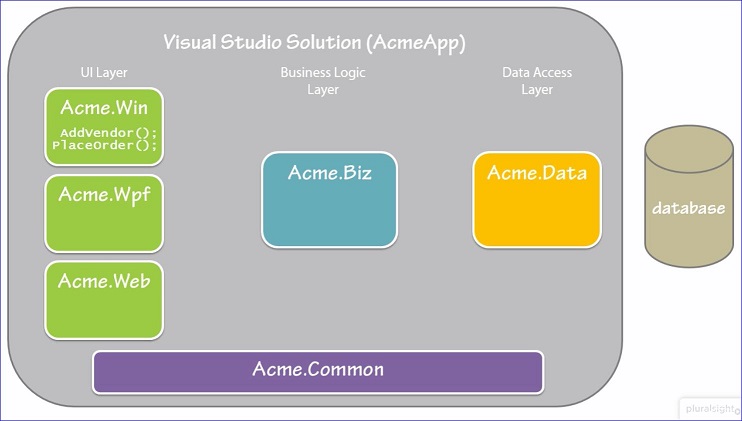 Visual Studio Solution (AcmeApp)
UI Layer
Business Logic
Layer
Data Access
Layer
Acme.Win
AddVendor();
PlaceOrder();
Acme.Wpf
Acme.Web
Acme.Biz
Acme.Data
database
Acme.Common
pluralsight